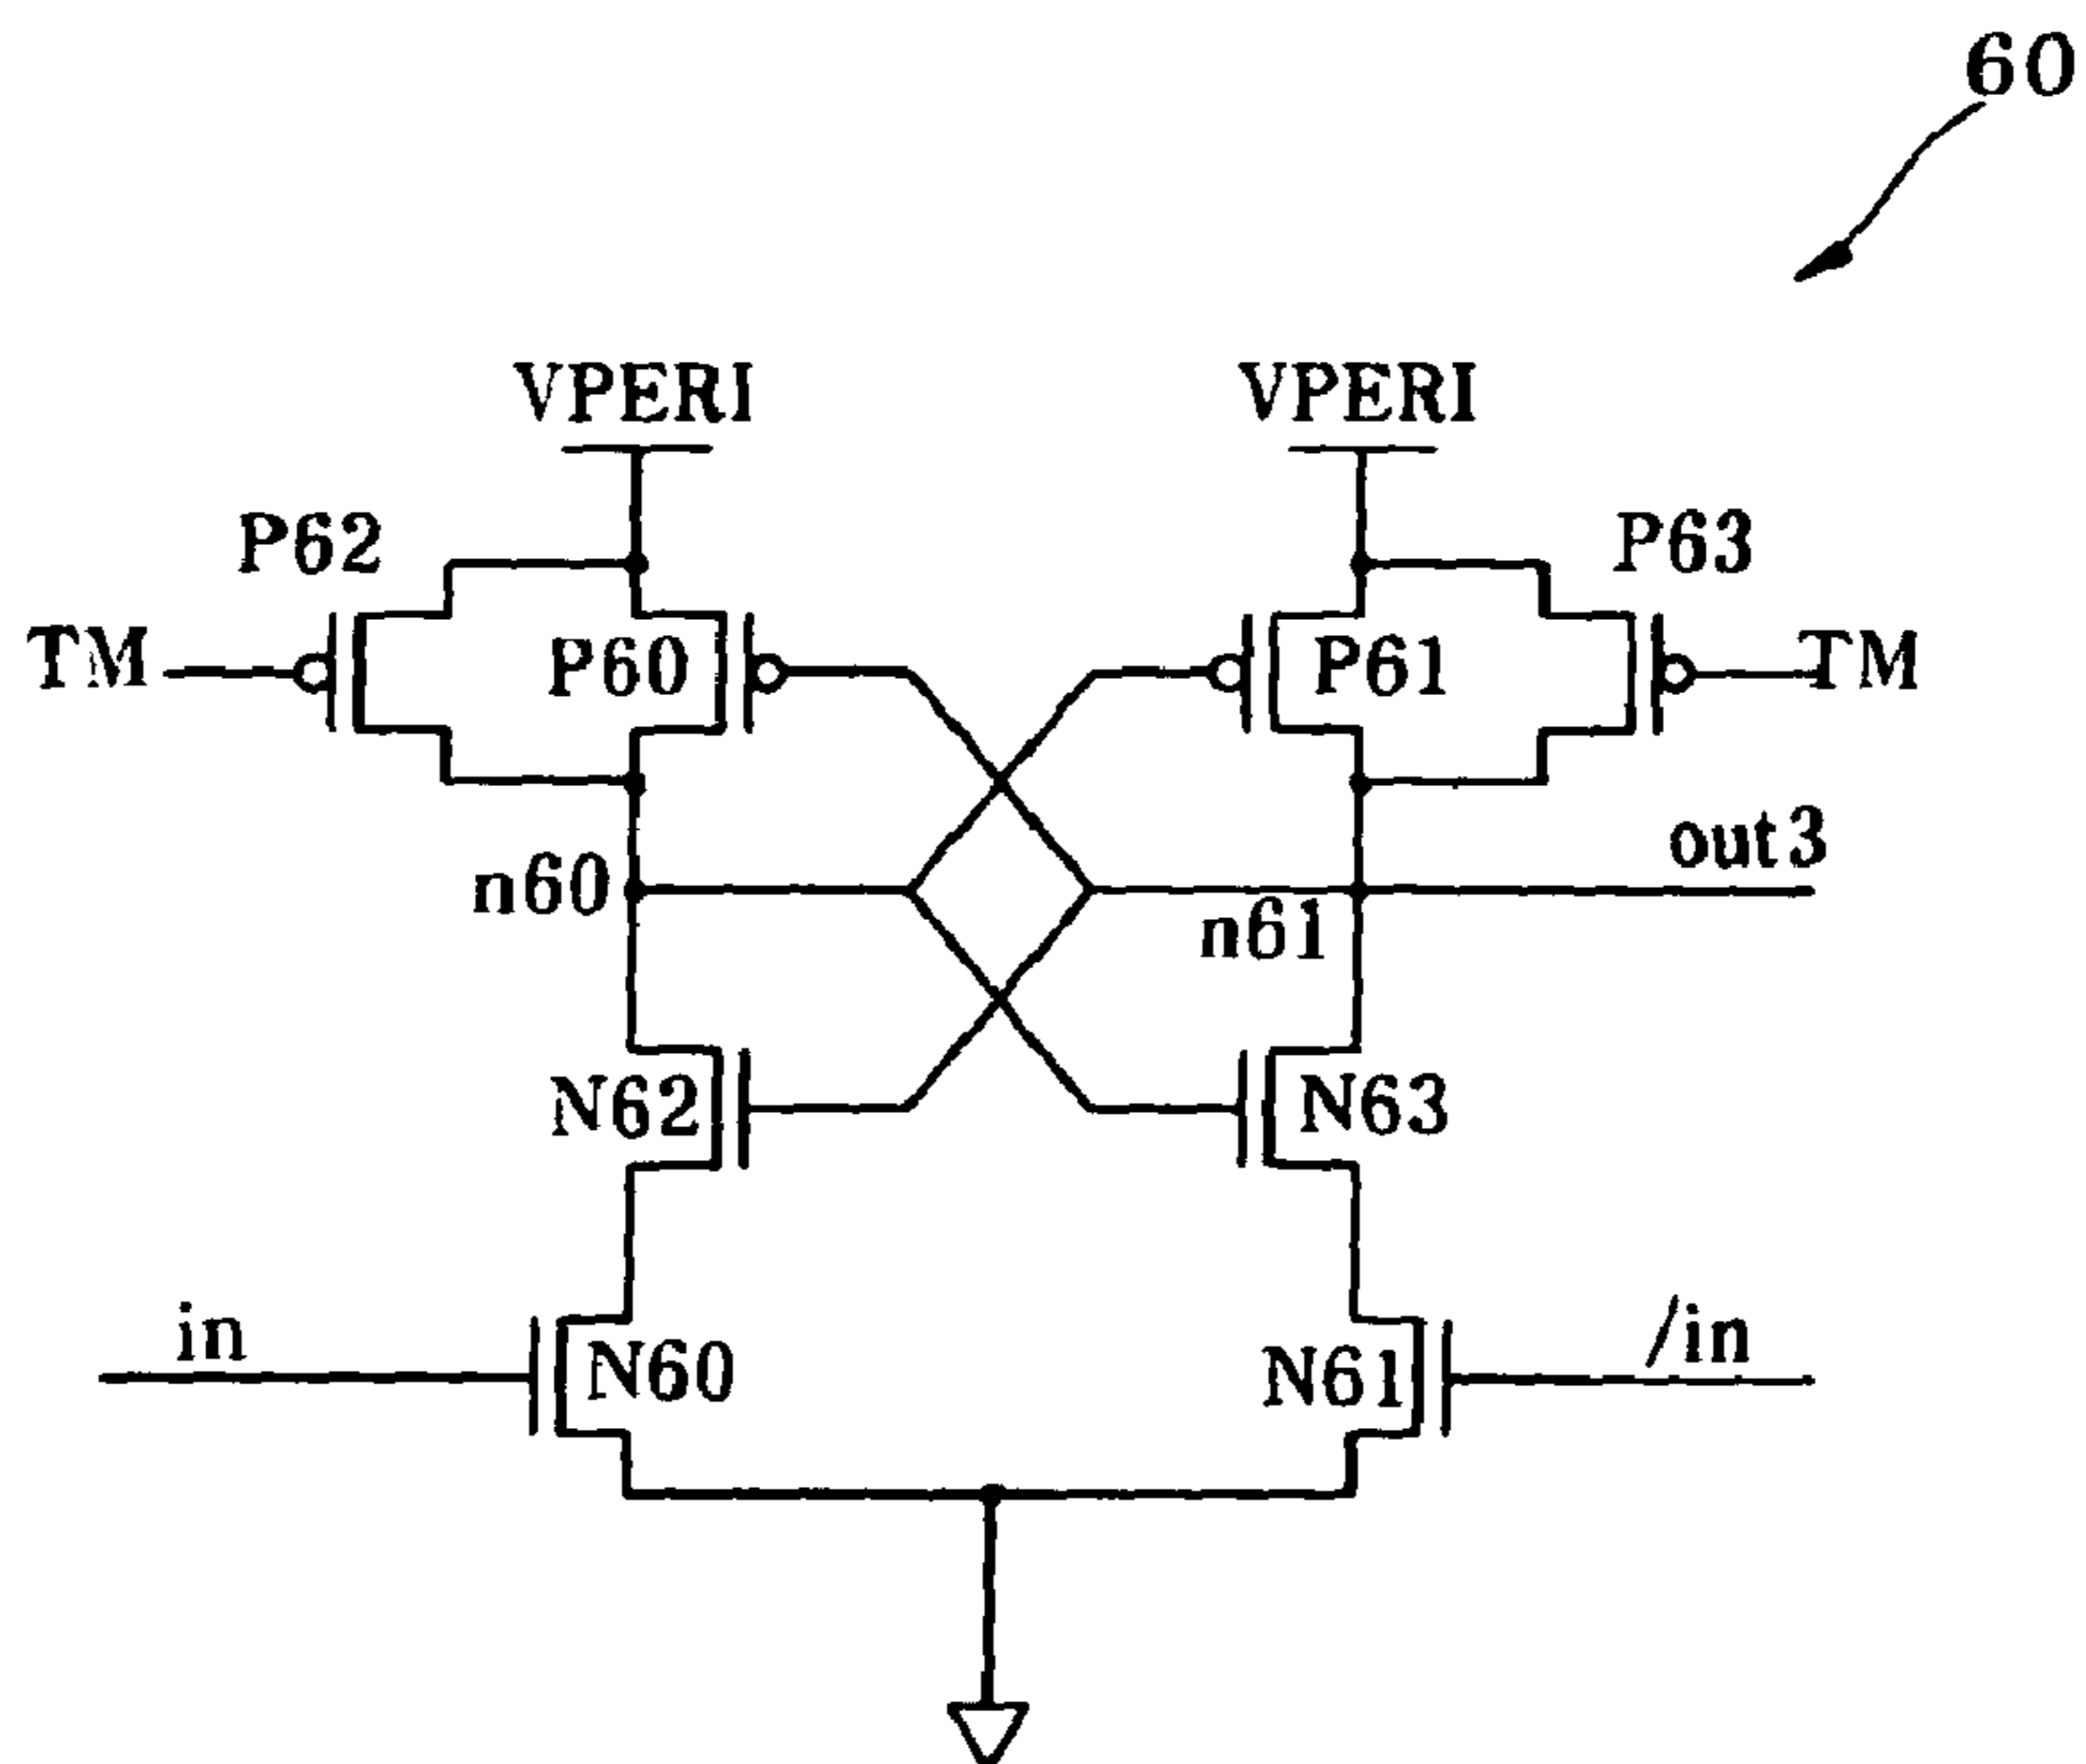 60
VPERI VPERI
P62 P63
TM P60 P61 TM
out3
n60 n61
N62 N63
in /in
N60 N61